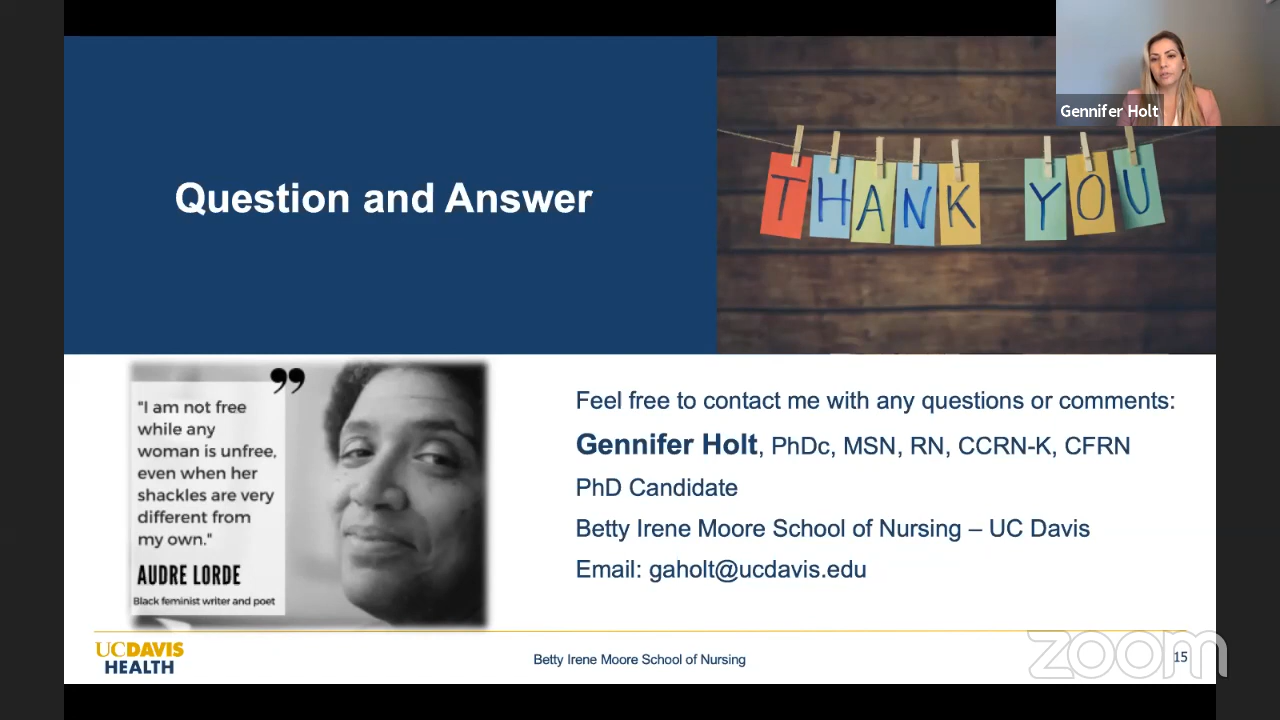 Gennifer Holt
Question and Answer
THANK YOU
"I am not free
while any
woman is unfree,
even when her
shackles are very
different from
my own."
AUDRE LORDE
Black feminist writer and poet
Feel free to contact me with any questions or comments:
Gennifer Holt, PhDc, MSN, RN, CCRN-K, CFRN
PhD Candidate
Betty Irene Moore School of Nursing – UC Davis
Email: gaholt@ucdavis.edu
UCDAVIS
HEALTH
Betty Irene Moore School of Nursing
zoom
15